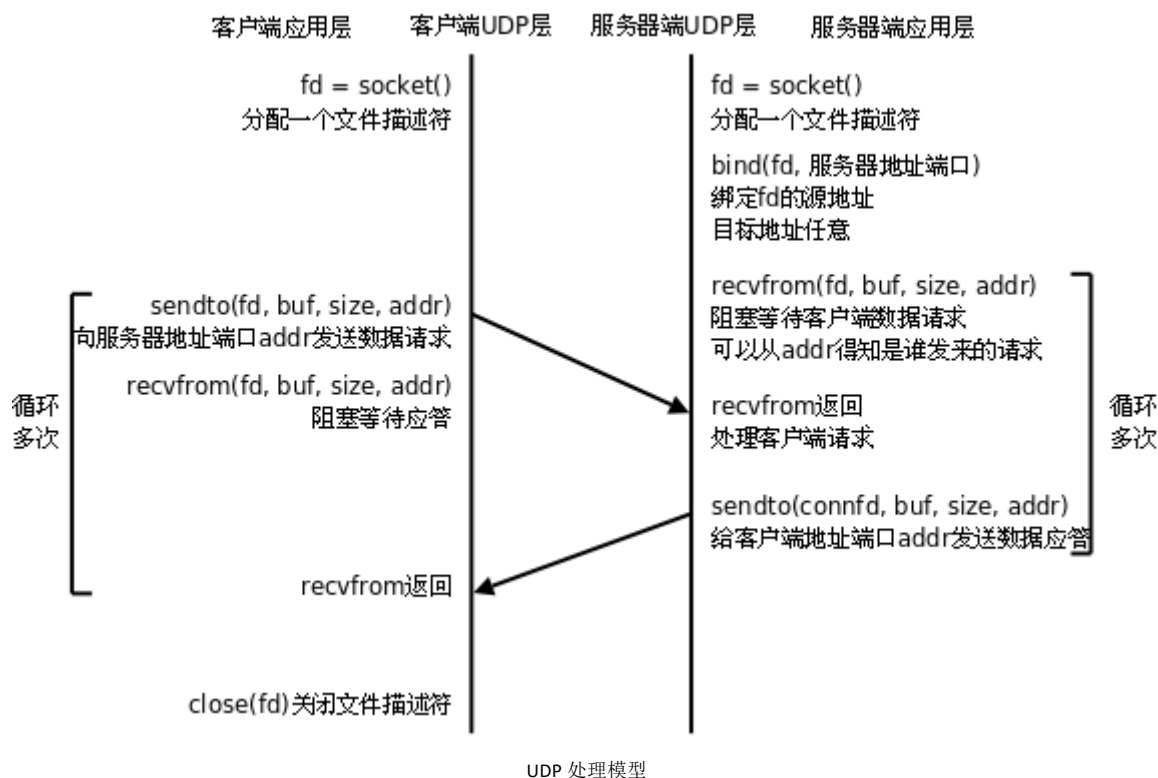 客户端应用层 客户端UDP层 服务器端UDP层 服务器端应用层
fd = socket()
分配一个文件描述符
fd = socket()
分配一个文件描述符
bind(fd, 服务器地址端口)
绑定fd的源地址
目标地址任意
循环
多次
sendto(fd, buf, size, addr)
向服务器地址端口addr发送数据请求
recvfrom(fd, buf, size, addr)
阻塞等待应答
recvfrom(fd, buf, size, addr)
阻塞等待客户端数据请求
可以从addr得知是谁发来的请求
recvfrom返回
处理客户端请求
循环
多次
sendto(connfd, buf, size, addr)
给客户端地址端口addr发送数据应答
recvfrom返回
close(fd)关闭文件描述符
UDP 处理模型